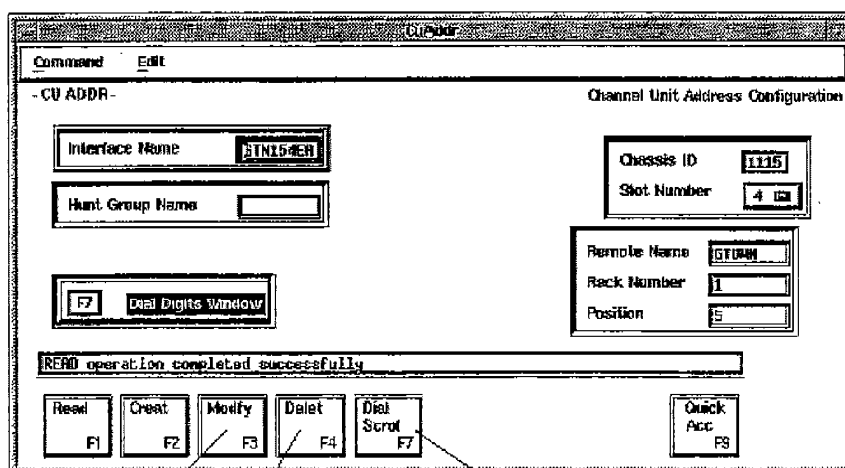 CuAddr
Command Edit
-CU ADDR- Channel Unit Address Configuration
Interface Name GTN154EA
Chassis ID 1115
Slot Number 4
Hunt Group Name
Remote Name GTOWN
Rack Number 1
Position 5
F7 Dial Digits Window
READ operation completed successfully
Read F1
Creat F2
Modify F3
Delet F4
Dial Scrol F7
Quick Acc F9